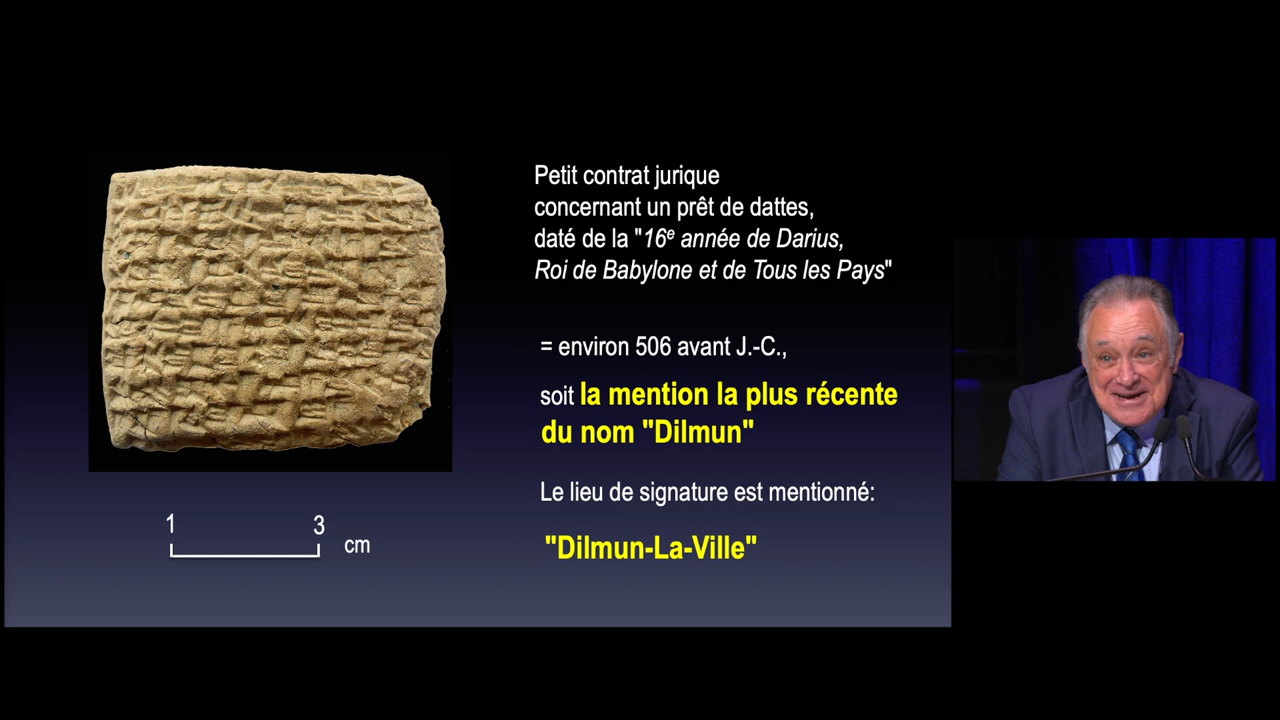 Petit contrat jurique
concernant un prêt de dattes,
daté de la "16e année de Darius,
Roi de Babylone et de Tous les Pays"
= environ 506 avant J.-C.,
soit la mention la plus récente
du nom "Dilmun"
Le lieu de signature est mentionné:
"Dilmun-La-Ville"
1 3
cm